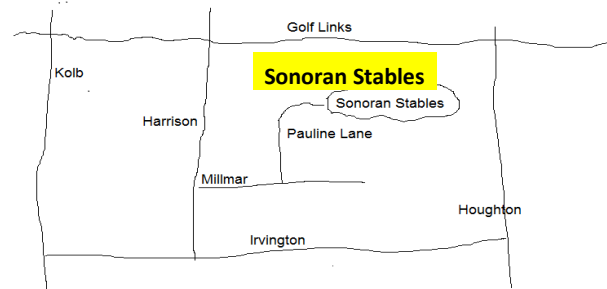 Golf Links
Kolb
Sonoran Stables
Sonoran Stables
Harrison
Pauline Lane
Millmar
Houghton
Irvington